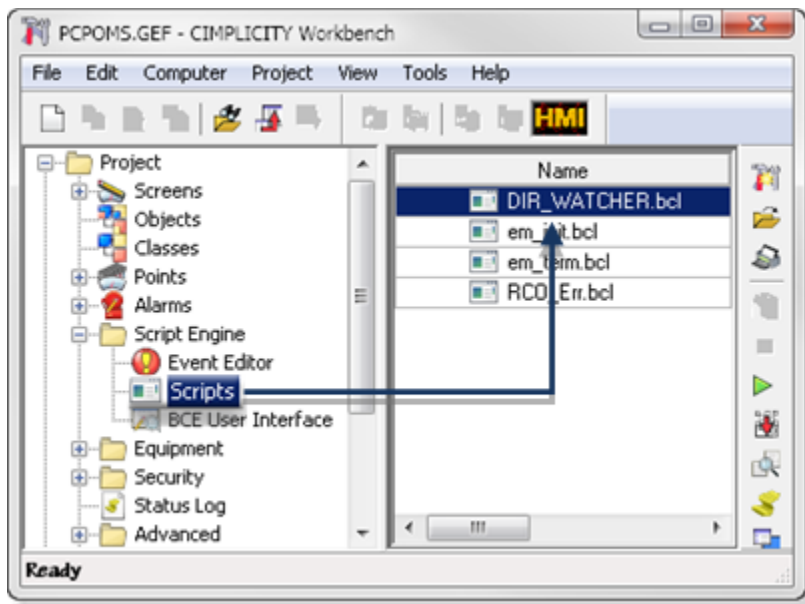 PCPOMS.GEF - CIMPLICITY Workbench
File Edit Computer Project View Tools Help
HMI
Project
Screens
Objects
Classes
Points
Alarms
Script Engine
Event Editor
Scripts
BCE User Interface
Equipment
Security
Status Log
Advanced
Name
DIR_WATCHER.bcl
em_init.bcl
em_term.bcl
RCO_Err.bcl
Ready